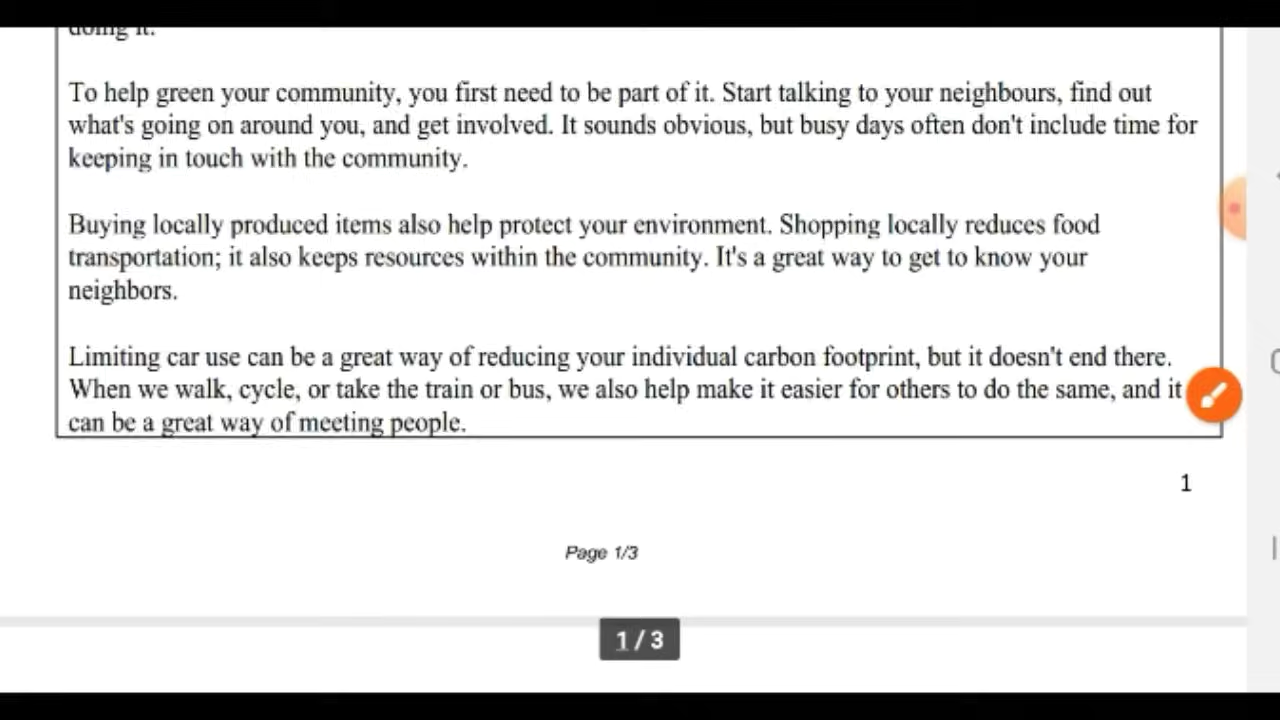 doing it.
To help green your community, you first need to be part of it. Start talking to your neighbours, find out
what's going on around you, and get involved. It sounds obvious, but busy days often don't include time for
keeping in touch with the community.
Buying locally produced items also help protect your environment. Shopping locally reduces food
transportation; it also keeps resources within the community. It's a great way to get to know your
neighbors.
Limiting car use can be a great way of reducing your individual carbon footprint, but it doesn't end there.
When we walk, cycle, or take the train or bus, we also help make it easier for others to do the same, and it
can be a great way of meeting people.
1
Page 1/3
1 / 3